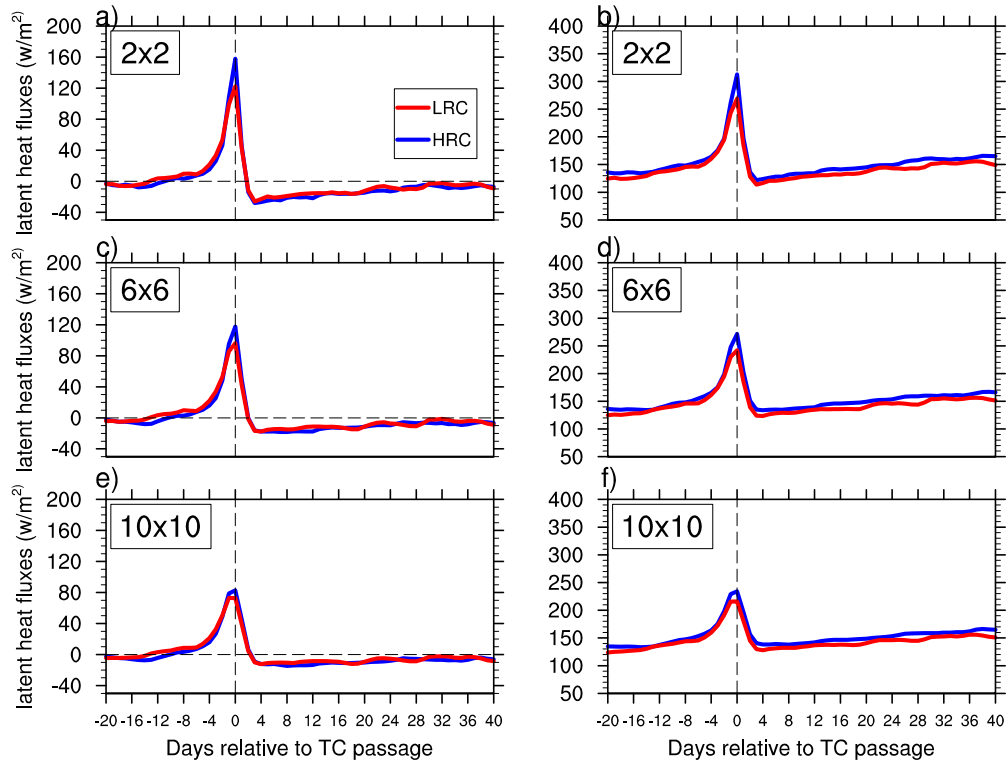 a)
b)
latent heat fluxes (w/m²)
200
160
120
80
40
0
-40
2x2
LRC
HRC
400
350
300
250
200
150
100
50
2x2
c)
d)
latent heat fluxes (w/m²)
200
160
120
80
40
0
-40
6x6
400
350
300
250
200
150
100
50
6x6
e)
f)
latent heat fluxes (w/m²)
200
160
120
80
40
0
-40
10x10
400
350
300
250
200
150
100
50
10x10
-20 -16 -12 -8 -4 0 4 8 12 16 20 24 28 32 36 40
-20 -16 -12 -8 -4 0 4 8 12 16 20 24 28 32 36 40
Days relative to TC passage
Days relative to TC passage